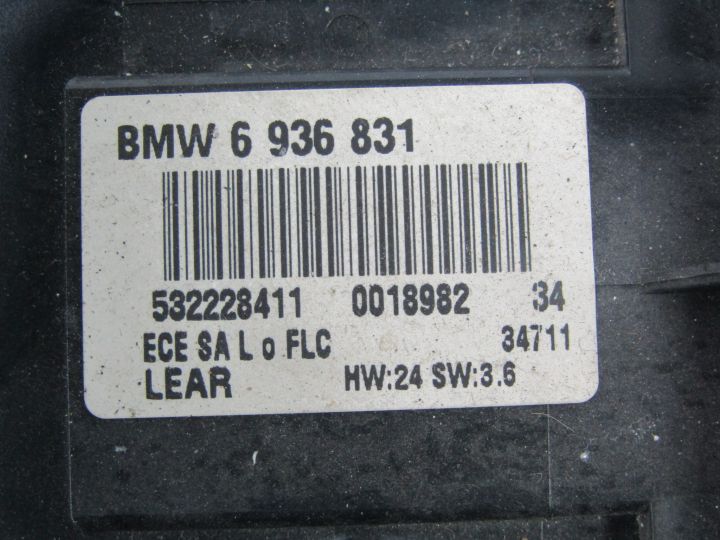 BMW 6 936 831
532228411 0018982 34
ECE SA L o FLC 34711
LEAR HW:24 SW:3.6